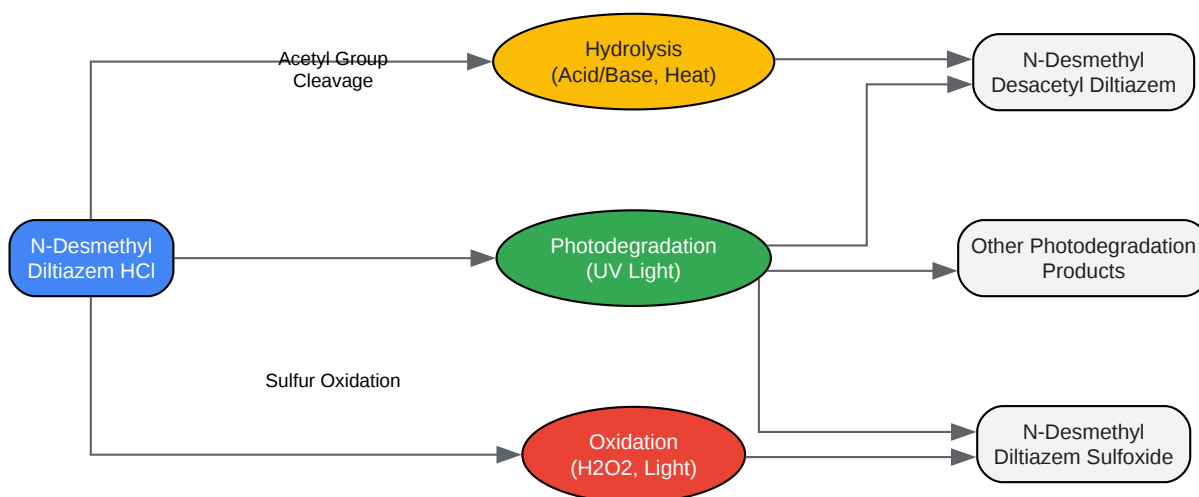 Acetyl Group
Cleavage
Hydrolysis
(Acid/Base, Heat)
N-Desmethyl
Desacetyl Diltiazem
N-Desmethyl
Diltiazem HCl
Photodegradation
(UV Light)
Other Photodegradation
Products
Sulfur Oxidation
Oxidation
(H2O2, Light)
N-Desmethyl
Diltiazem Sulfoxide